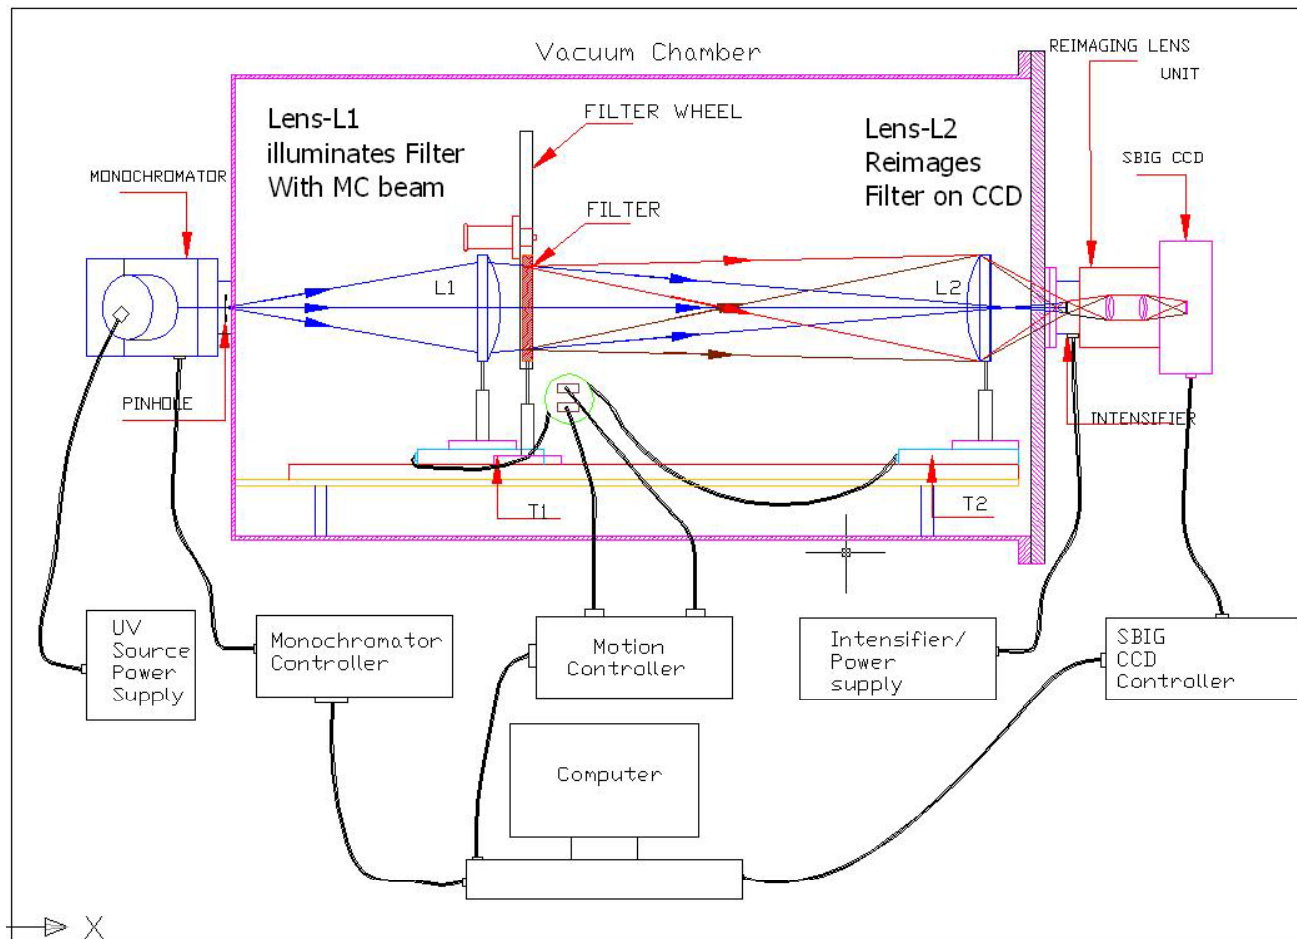 Vacuum Chamber
REIMAGING LENS
UNIT
Lens-L1
illuminates Filter
With MC beam
FILTER WHEEL
Lens-L2
Reimages
Filter on CCD
MONOCHROMATOR
SBIG CCD
FILTER
L1
L2
PINHOLE
INTENSIFIER
T1
T2
UV
Source
Power
Supply
Monochromator
Controller
Motion
Controller
Intensifier/
Power
supply
SBIG
CCD
Controller
Computer
X